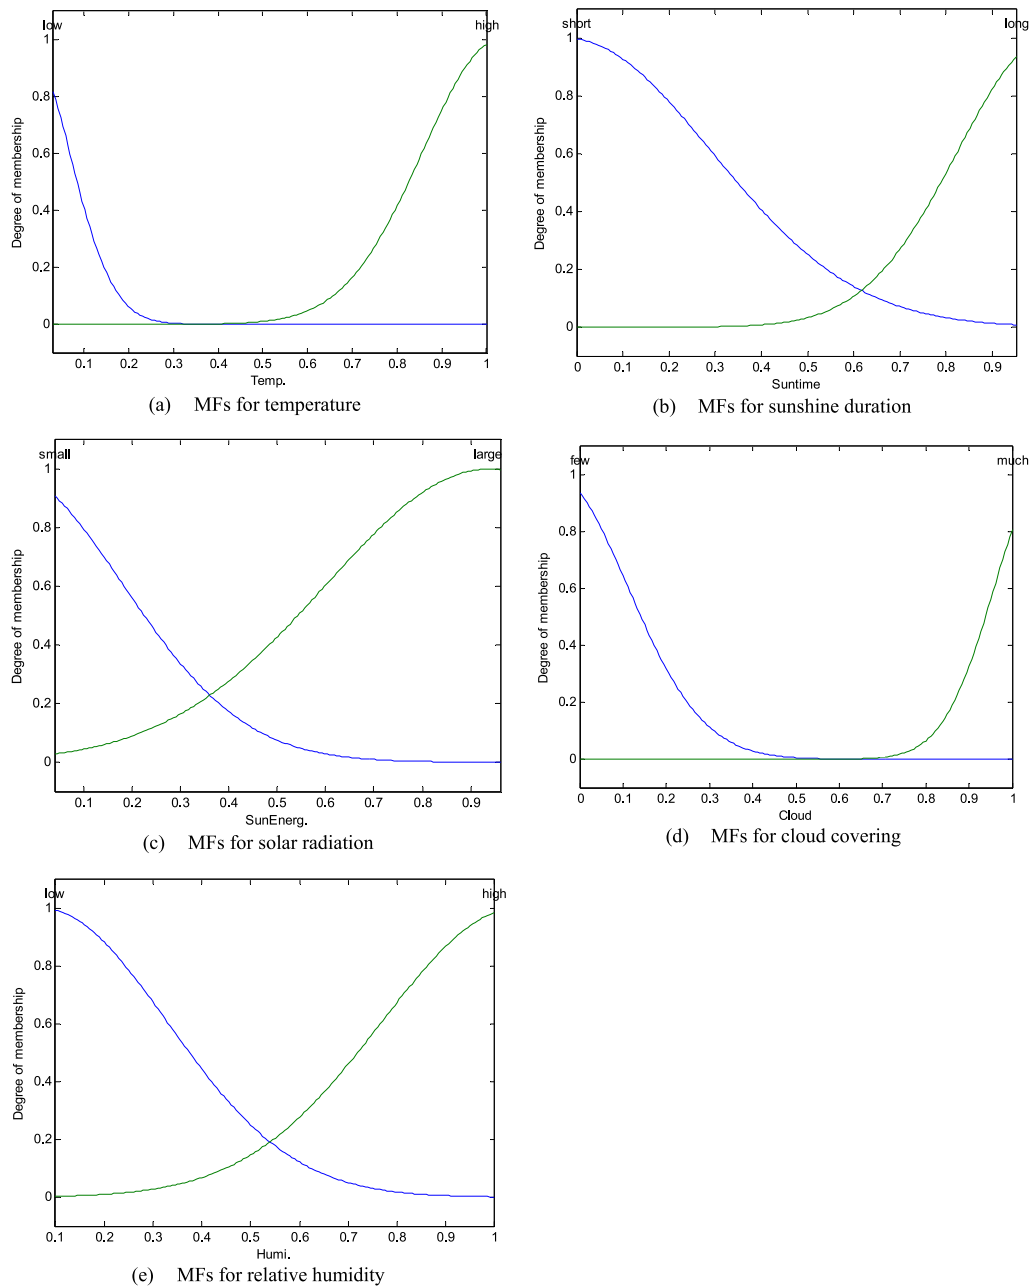 low high
1
0.8
0.6
0.4
0.2
0
Degree of membership
0.1 0.2 0.3 0.4 0.5 0.6 0.7 0.8 0.9 1
Temp.
(a) MFs for temperature
short long
1
0.8
0.6
0.4
0.2
0
Degree of membership
0 0.1 0.2 0.3 0.4 0.5 0.6 0.7 0.8 0.9
Suntime
(b) MFs for sunshine duration
small large
1
0.8
0.6
0.4
0.2
0
Degree of membership
0.1 0.2 0.3 0.4 0.5 0.6 0.7 0.8 0.9
SunEnerg.
(c) MFs for solar radiation
few much
1
0.8
0.6
0.4
0.2
0
Degree of membership
0 0.1 0.2 0.3 0.4 0.5 0.6 0.7 0.8 0.9 1
Cloud
(d) MFs for cloud covering
low high
1
0.8
0.6
0.4
0.2
0
Degree of membership
0.1 0.2 0.3 0.4 0.5 0.6 0.7 0.8 0.9 1
Humi.
(e) MFs for relative humidity